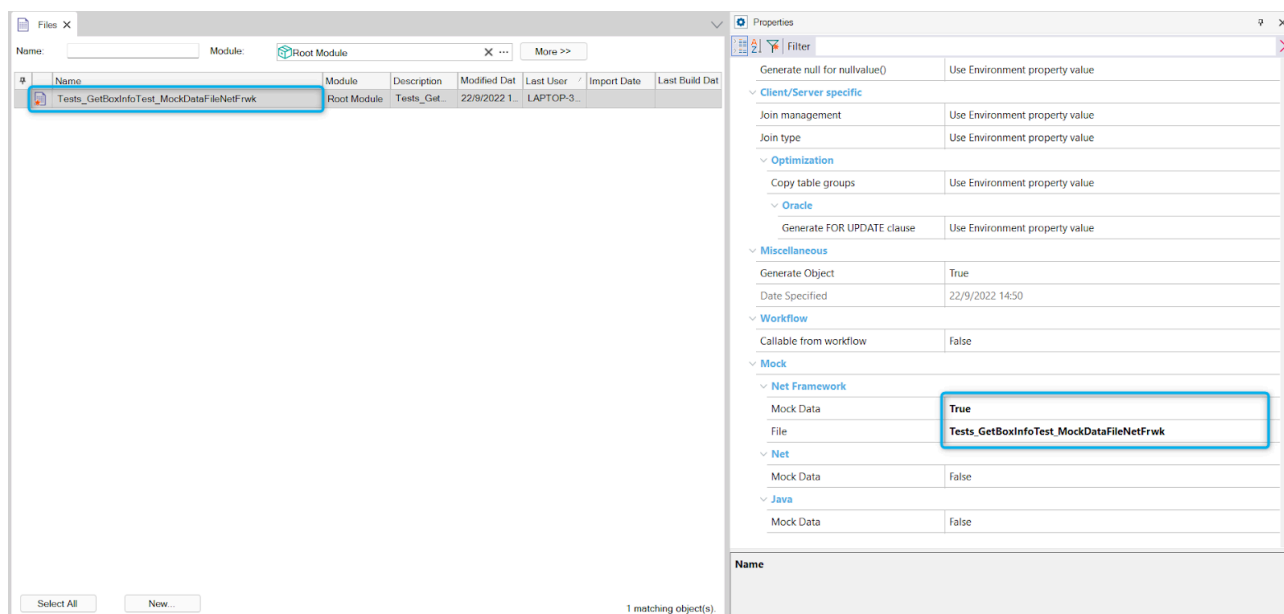 Files
Name:
Module:
Root Module
More >>
Name
Module
Description
Modified Dat
Last User
Import Date
Last Build Dat
Tests_GetBoxInfoTest_MockDataFileNetFrwk
Root Module
Tests_Get...
22/9/2022 1...
LAPTOP-3...
Select All
New...
1 matching object(s).
Properties
Filter
Generate null for nullvalue() Use Environment property value
Client/Server specific
Join management Use Environment property value
Join type Use Environment property value
Optimization
Copy table groups Use Environment property value
Oracle
Generate FOR UPDATE clause Use Environment property value
Miscellaneous
Generate Object True
Date Specified 22/9/2022 14:50
Workflow
Callable from workflow False
Mock
Net Framework
Mock Data True
File Tests_GetBoxInfoTest_MockDataFileNetFrwk
Net
Mock Data False
Java
Mock Data False
Name